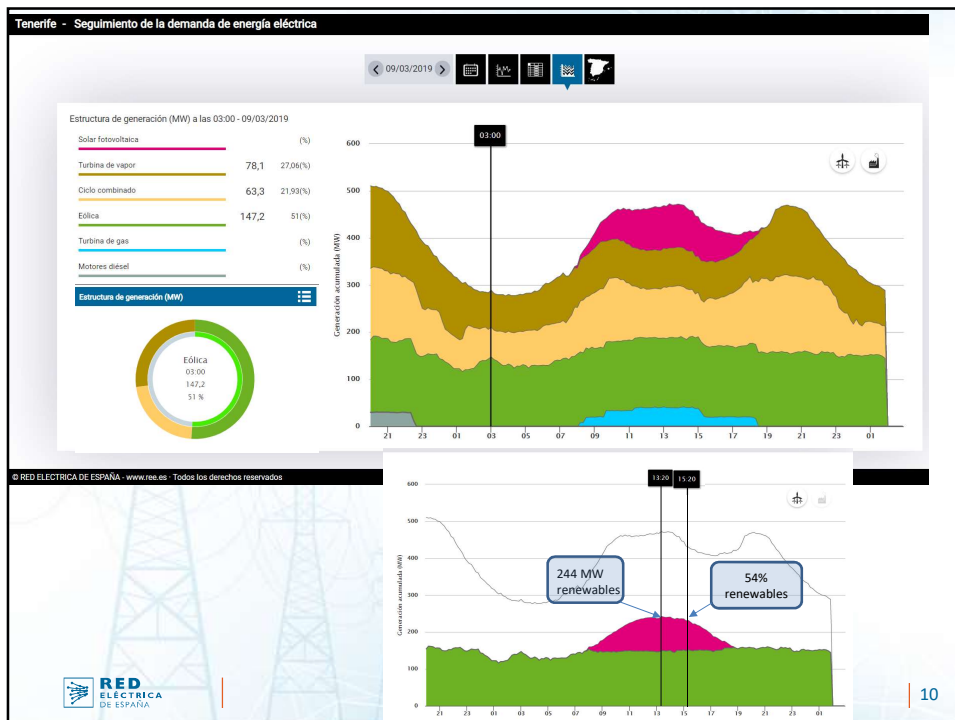 Tenerife - Seguimiento de la demanda de energía eléctrica
09/03/2019
Estructura de generación (MW) a las 03:00 - 09/03/2019
Solar fotovoltaica (%)
Turbina de vapor 78,1 27,06(%)
Ciclo combinado 63,3 21,93(%)
Eólica 147,2 51(%)
Turbina de gas (%)
Motores diésel (%)
Estructura de generación (MW)
Eólica
03:00
147,2
51 %
03:00
Generación acumulada (MW)
600
500
400
300
200
100
0
21 23 01 03 05 07 09 11 13 15 17 19 21 23 01
© RED ELECTRICA DE ESPAÑA - www.ree.es - Todos los derechos reservados
13:20 15:20
Generación acumulada (MW)
600
500
400
300
200
100
0
244 MW
renewables
54%
renewables
21 23 01 03 05 07 09 11 13 15 17 19 21 23 01
RED
ELÉCTRICA
DE ESPAÑA
10